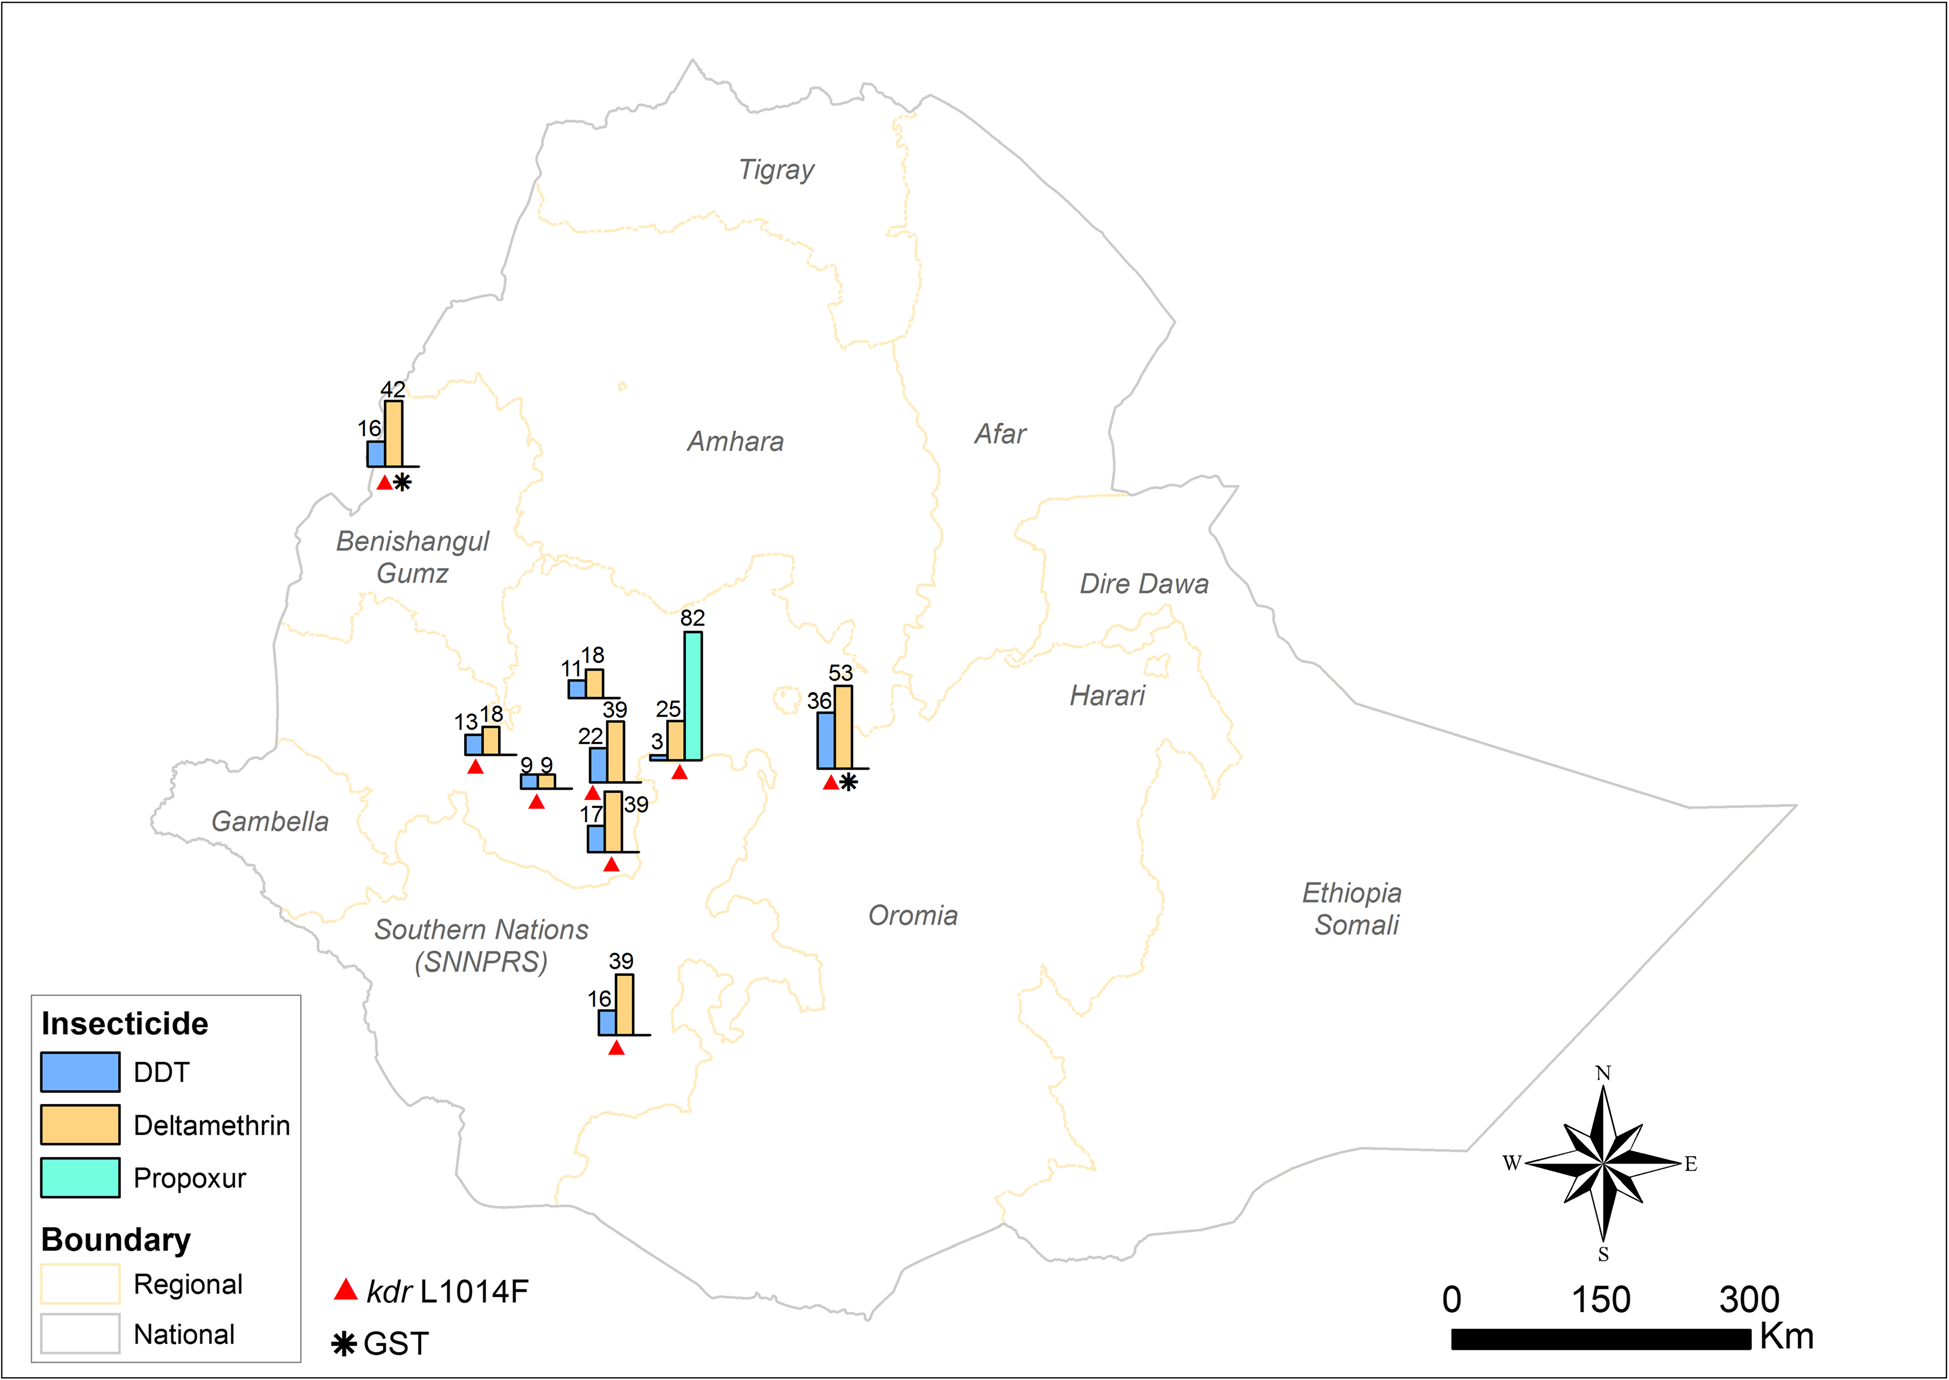 Tigray
42
16
Amhara
Afar
Benishangul
Gumz
Dire Dawa
82
11
18
53
36
Harari
13
18
39
22
25
3
9
9
17
39
Gambella
Ethiopia
Somali
Oromia
Southern Nations
(SNNPRS)
39
16
Insecticide
DDT
Deltamethrin
Propoxur
Boundary
Regional
National
kdr L1014F
GST
N
W
E
S
0
150
300
Km